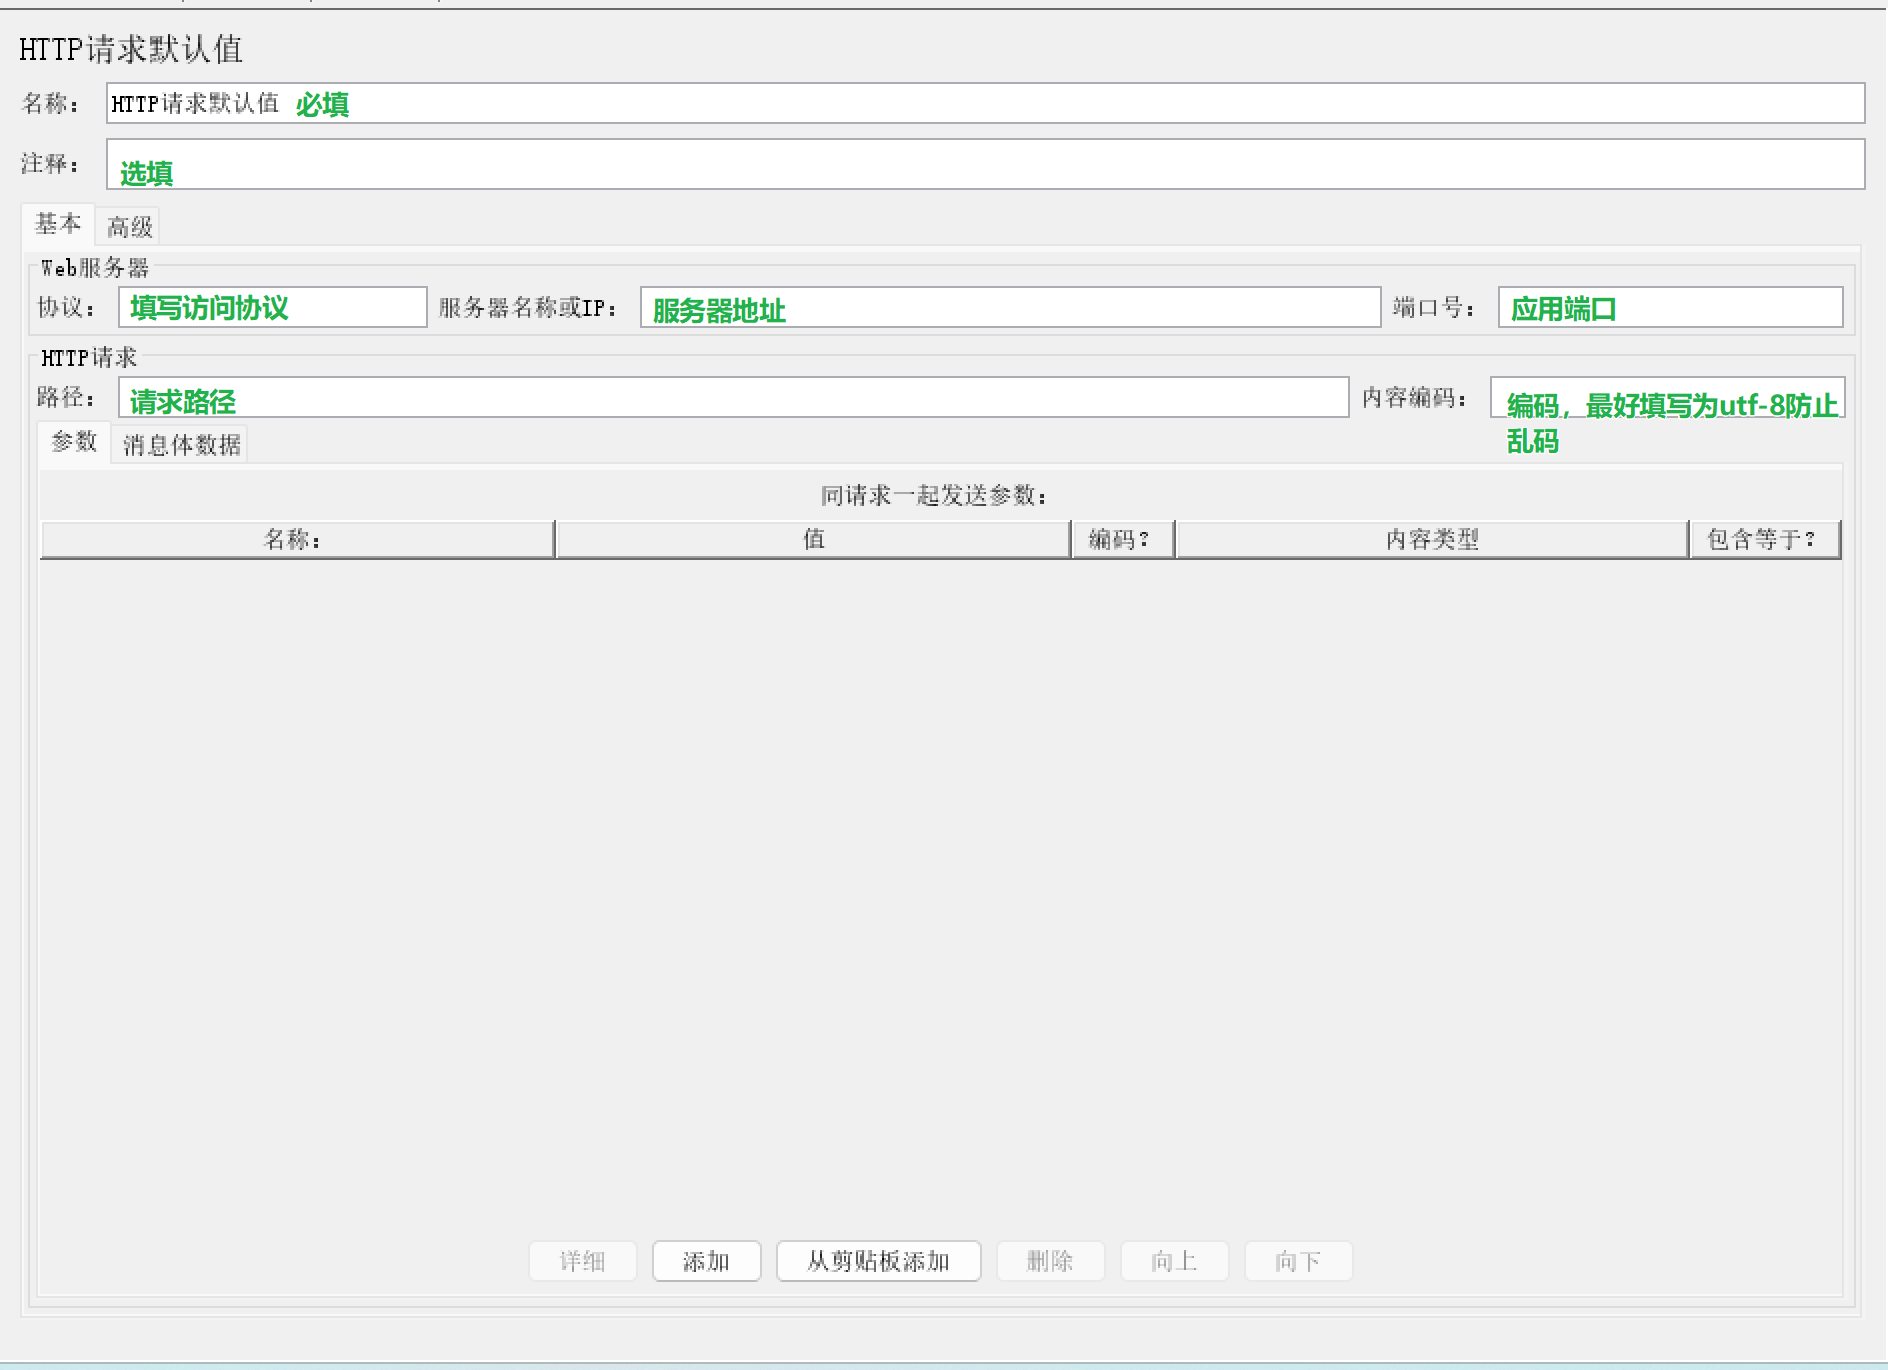 HTTP请求默认值
名称： HTTP请求默认值 必填
注释： 选填
基本 高级
Web服务器
协议： 填写访问协议 服务器名称或IP： 服务器地址 端口号： 应用端口
HTTP请求
路径： 请求路径 内容编码： 编码，最好填写为utf-8防止
乱码
参数 消息体数据
同请求一起发送参数：
名称： 值 编码？ 内容类型 包含等于？
详细 添加 从剪贴板添加 删除 向上 向下